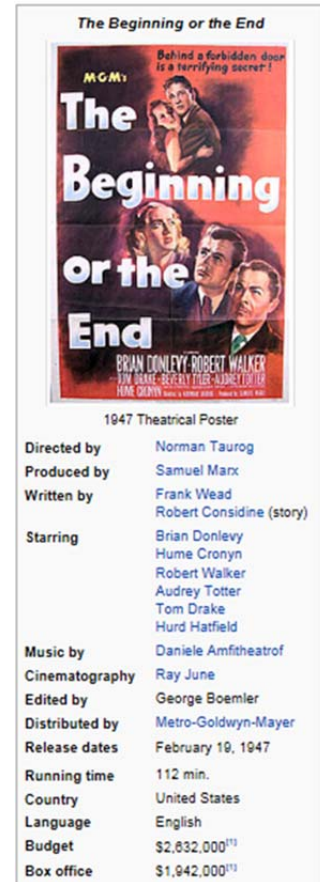 The Beginning or the End
Behind a forbidden door
is a terrifying secret!
M-G-M's
The
Beginning
or the
End
BRIAN DONLEVY · ROBERT WALKER
TOM DRAKE · BEVERLY TYLER · AUDREY TOTTER
HUME CRONYN
1947 Theatrical Poster
Directed by Norman Taurog
Produced by Samuel Marx
Written by Frank Wead
Robert Considine (story)
Starring Brian Donlevy
Hume Cronyn
Robert Walker
Audrey Totter
Tom Drake
Hurd Hatfield
Music by Daniele Amfitheatrof
Cinematography Ray June
Edited by George Boemler
Distributed by Metro-Goldwyn-Mayer
Release dates February 19, 1947
Running time 112 min.
Country United States
Language English
Budget $2,632,000[1]
Box office $1,942,000[1]